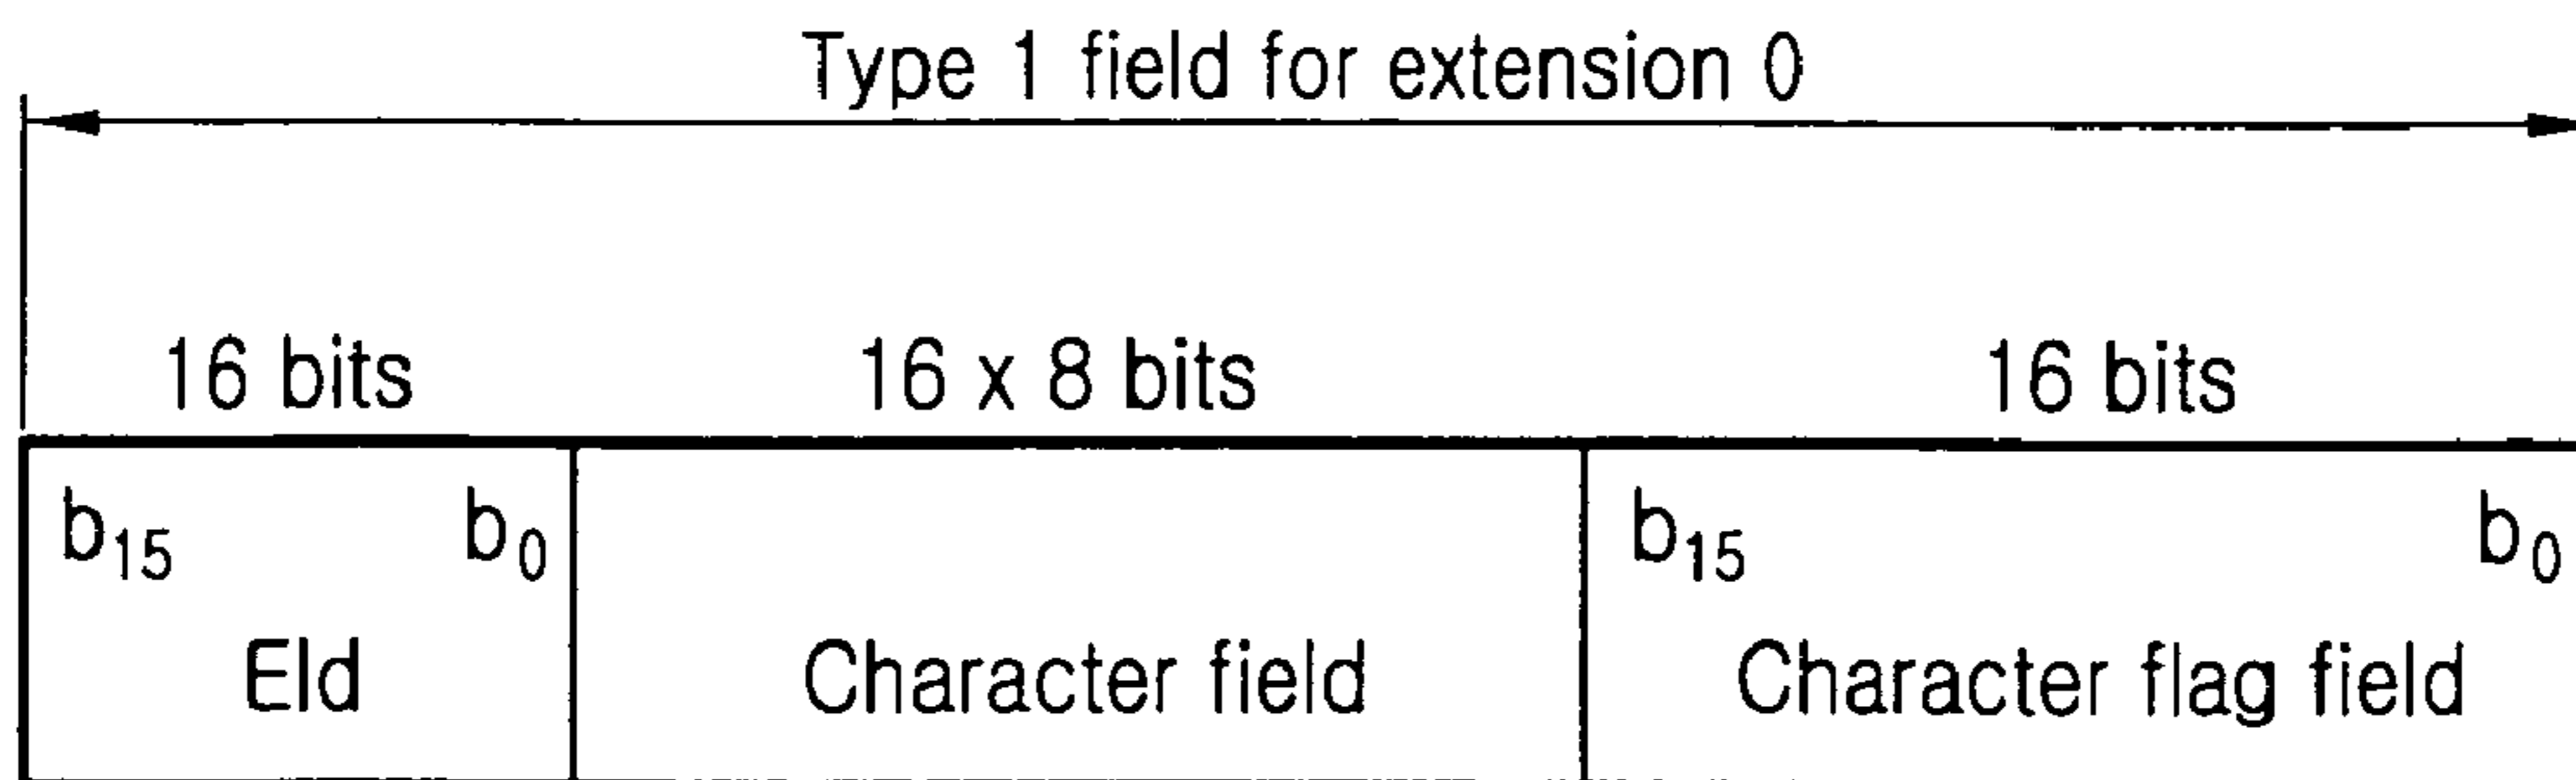 Type 1 field for extension 0
16 bits 16 x 8 bits 16 bits
b15 b0 b15 b0
EId Character field Character flag field